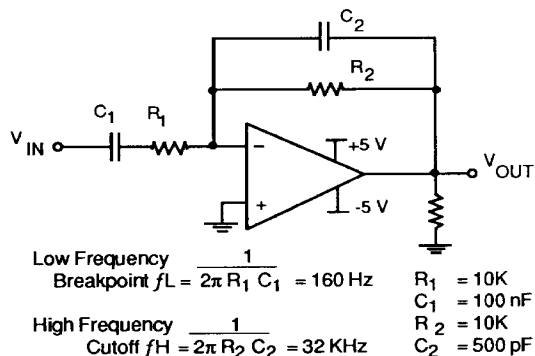 C2
R2
C1
R1
VIN
−
+5 V
VOUT
+
-5 V
Low Frequency
Breakpoint fL = 1 / 2π R1 C1 = 160 Hz
High Frequency
Cutoff fH = 1 / 2π R2 C2 = 32 KHz
R1 = 10K
C1 = 100 nF
R2 = 10K
C2 = 500 pF